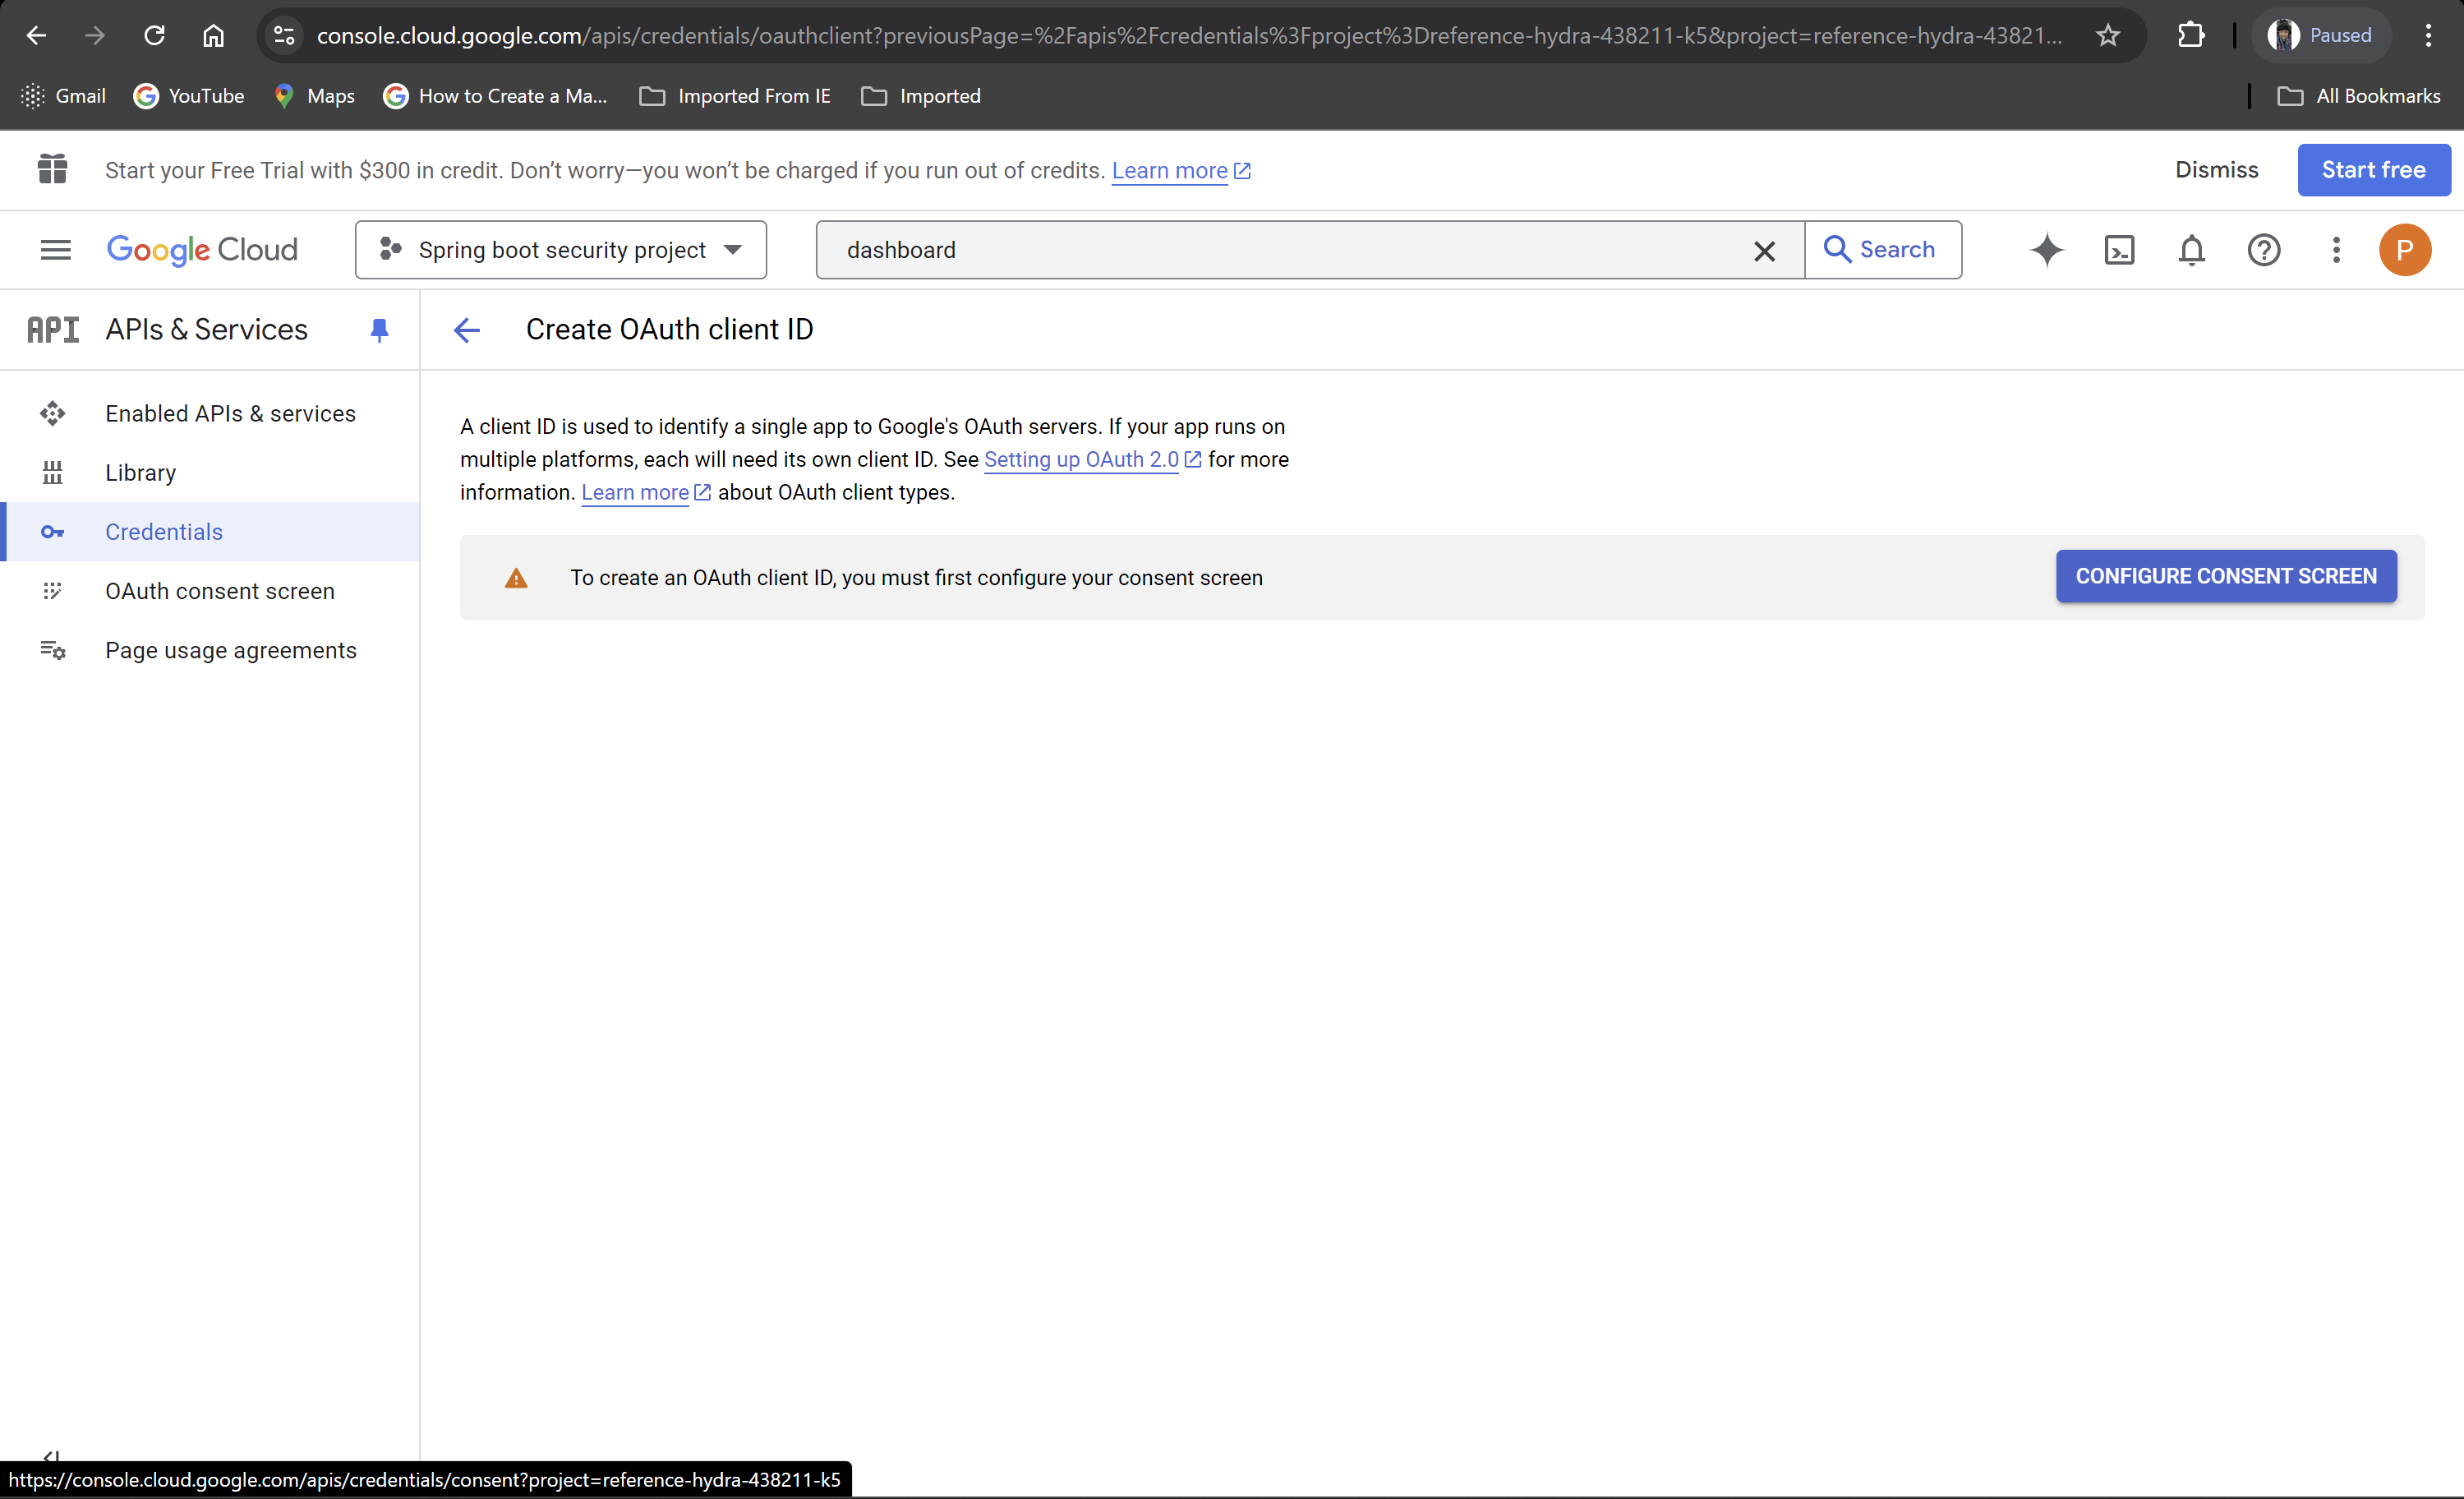 console.cloud.google.com/apis/credentials/oauthclient?previousPage=%2Fapis%2Fcredentials%3Fproject%3Dreference-hydra-438211-k5&project=reference-hydra-43821...
Paused
Gmail
YouTube
Maps
How to Create a Ma...
Imported From IE
Imported
All Bookmarks
Start your Free Trial with $300 in credit. Don’t worry—you won’t be charged if you run out of credits. Learn more
Dismiss
Start free
Google Cloud
Spring boot security project
dashboard
Search
P
API APIs & Services
Create OAuth client ID
Enabled APIs & services
Library
Credentials
OAuth consent screen
Page usage agreements
A client ID is used to identify a single app to Google's OAuth servers. If your app runs on
multiple platforms, each will need its own client ID. See Setting up OAuth 2.0 for more
information. Learn more about OAuth client types.
To create an OAuth client ID, you must first configure your consent screen
CONFIGURE CONSENT SCREEN
https://console.cloud.google.com/apis/credentials/consent?project=reference-hydra-438211-k5